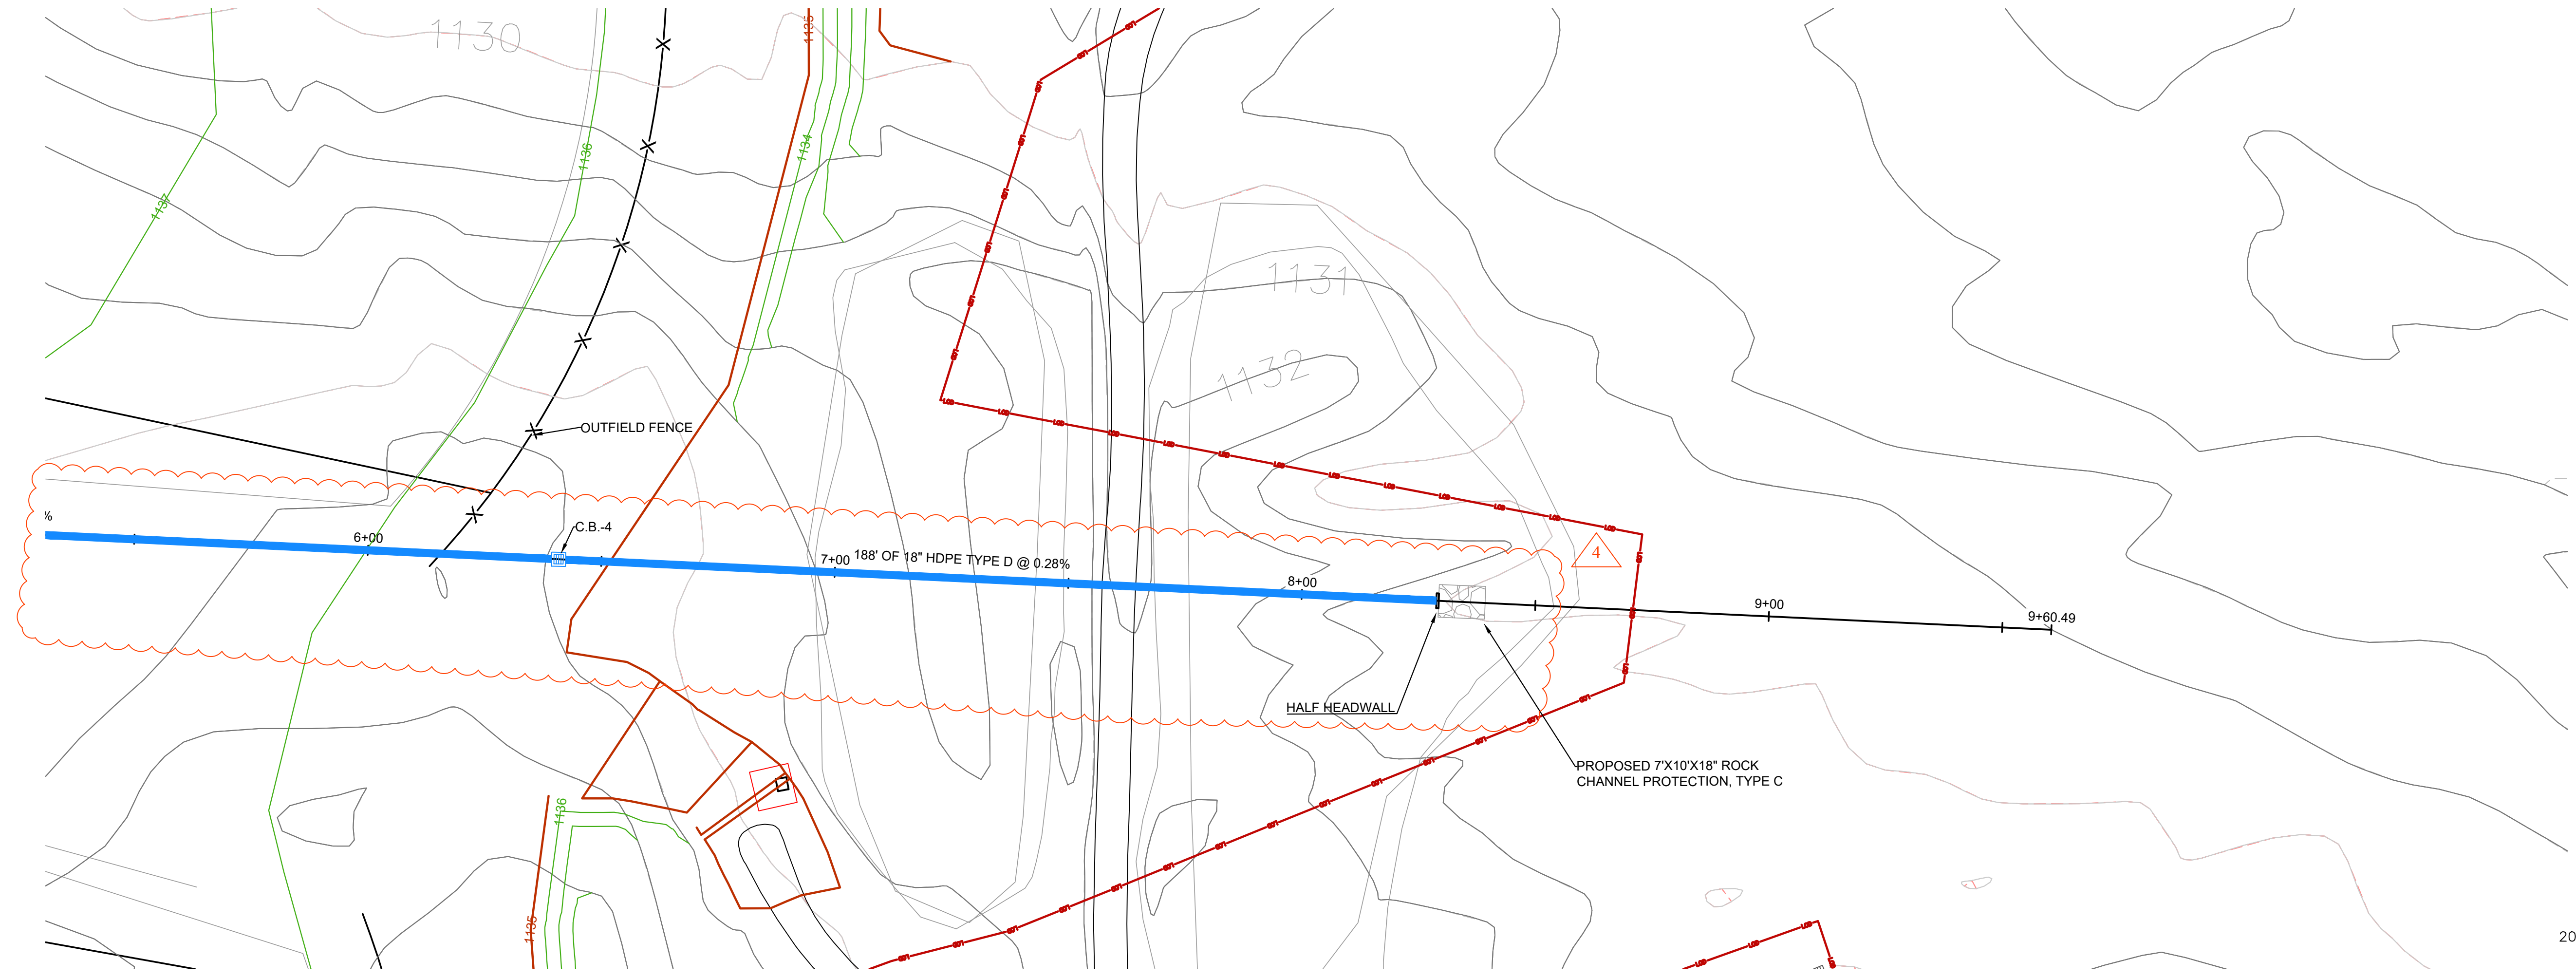 1130
1135
1136
1134
1137
1131
1132
OUTFIELD FENCE
C.B.-4
%
6+00
7+00
188' OF 18" HDPE TYPE D @ 0.28%
8+00
4
9+00
9+60.49
HALF HEADWALL
PROPOSED 7'X10'X18" ROCK
CHANNEL PROTECTION, TYPE C
1136
1135
20